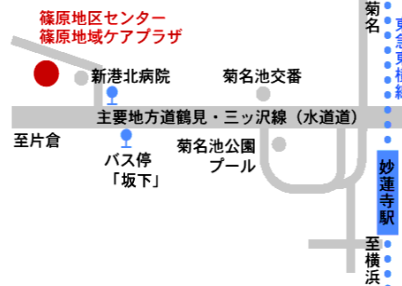 篠原地区センター
篠原地域ケアプラザ
新港北病院
菊名池交番
菊名
東急東横線
主要地方道鶴見・三ッ沢線（水道道）
至片倉
バス停
「坂下」
菊名池公園
プール
妙蓮寺駅
至横浜